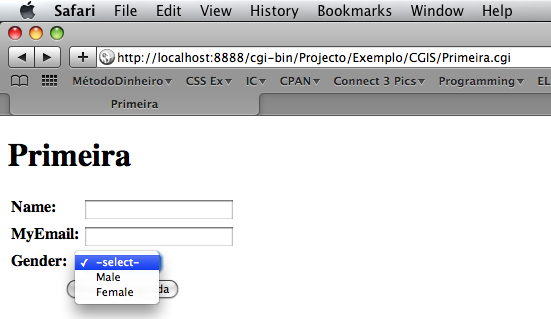 Safari File Edit View History Bookmarks Window Help
http://localhost:8888/cgi-bin/Projecto/Exemplo/CGIS/Primeira.cgi
MétodoDinheiro CSS Ex IC CPAN Connect 3 Pics Programming EL
Primeira
Primeira
Name:
MyEmail:
Gender: -select-
Male
Female da